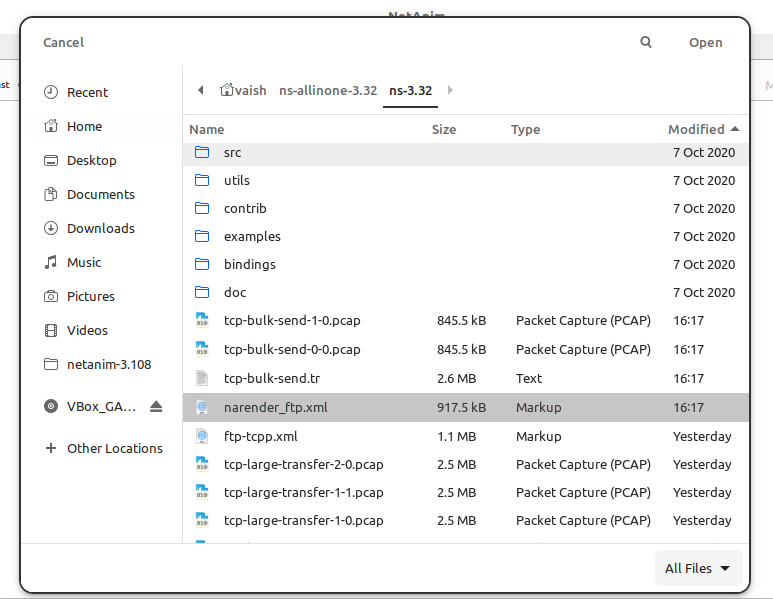 NetAnim
Cancel
Open
Recent
Home
Desktop
Documents
Downloads
Music
Pictures
Videos
netanim-3.108
VBox_GA...
Other Locations
vaish ns-allinone-3.32 ns-3.32
Name Size Type Modified
src 7 Oct 2020
utils 7 Oct 2020
contrib 7 Oct 2020
examples 7 Oct 2020
bindings 7 Oct 2020
doc 7 Oct 2020
tcp-bulk-send-1-0.pcap 845.5 kB Packet Capture (PCAP) 16:17
tcp-bulk-send-0-0.pcap 845.5 kB Packet Capture (PCAP) 16:17
tcp-bulk-send.tr 2.6 MB Text 16:17
narender_ftp.xml 917.5 kB Markup 16:17
ftp-tcpp.xml 1.1 MB Markup Yesterday
tcp-large-transfer-2-0.pcap 2.5 MB Packet Capture (PCAP) Yesterday
tcp-large-transfer-1-1.pcap 2.5 MB Packet Capture (PCAP) Yesterday
tcp-large-transfer-1-0.pcap 2.5 MB Packet Capture (PCAP) Yesterday
All Files